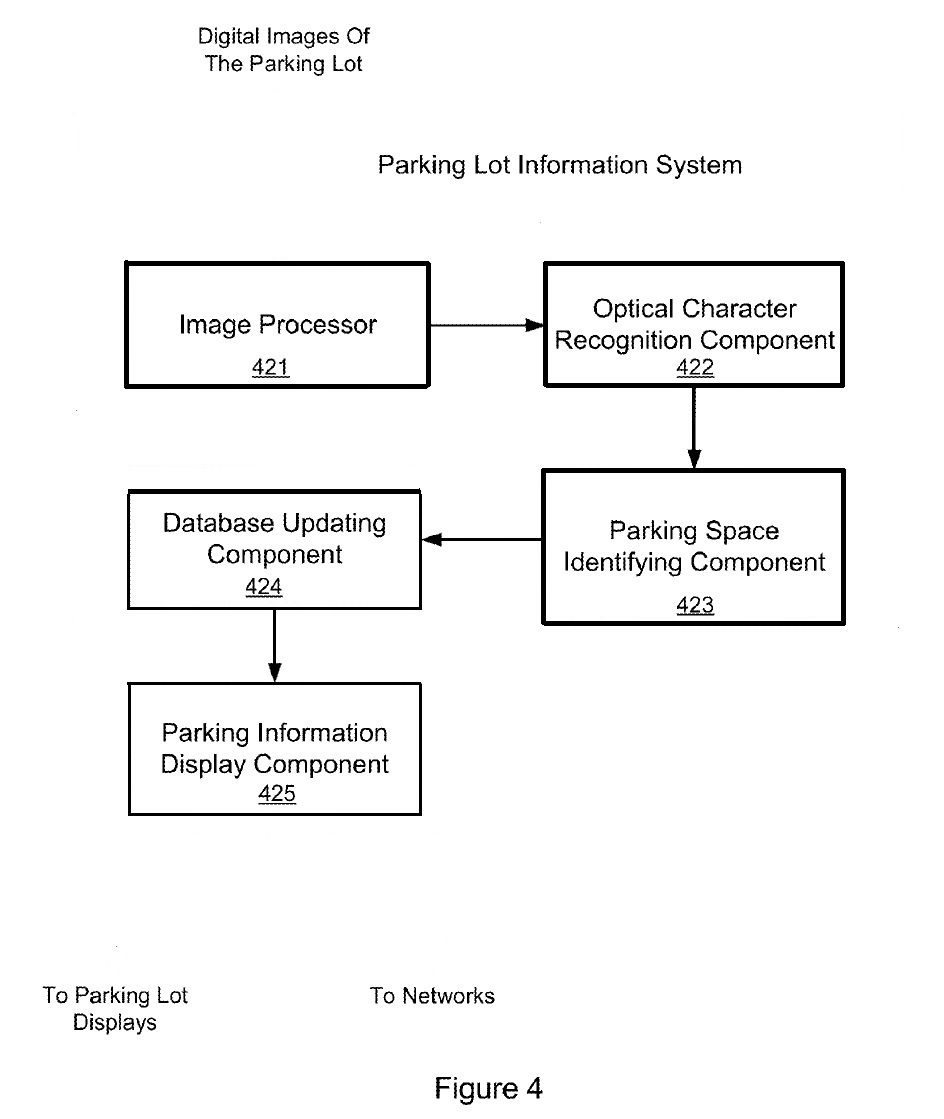 Digital Images Of
The Parking Lot
Parking Lot Information System
Image Processor
421
Optical Character
Recognition Component
422
Parking Space
Identifying Component
423
Database Updating
Component
424
Parking Information
Display Component
425
To Parking Lot
Displays
To Networks
Figure 4